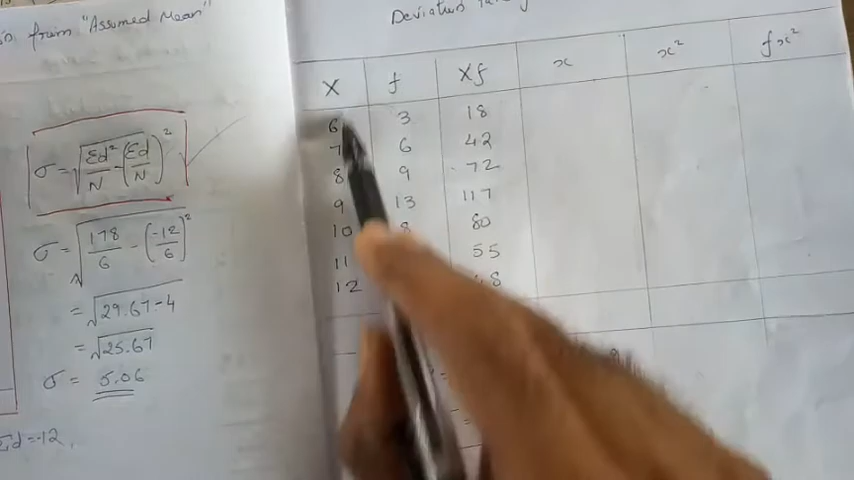 from "Assumed Mean"
σ = √Σd²/N - (Σd/N)²
σ = √178/6 - (-12/6)²
= √29.67-4
= √25.67
σ = 5.06
Σd=-12
Deviation
X f Xf x x² fx²
6 3 18
7 6 42
8 9 72
9 13 117
10 8 80
11 55
12